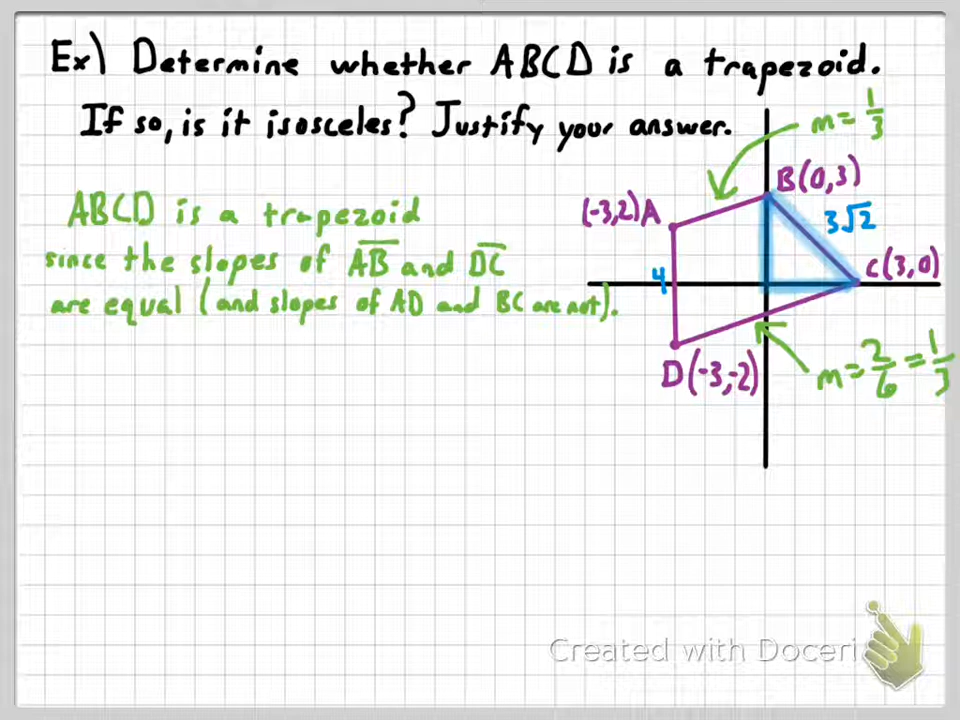 Ex) Determine whether ABCD is a trapezoid.
If so, is it isosceles? Justify your answer.
m = 1/3
B(0,3)
(-3,2)A
3√2
C(3,0)
4
D(-3,-2)
m = 2/6 = 1/3
ABCD is a trapezoid
since the slopes of A̅B̅ and D̅C̅
are equal (and slopes of AD and BC are not).
Created with Doceri